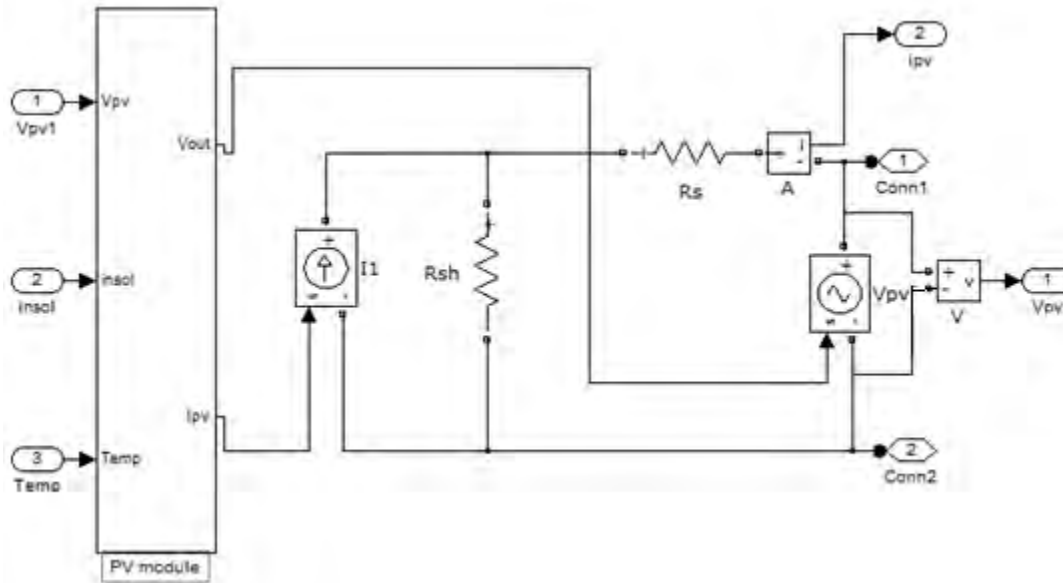 2
ipv
1
Vpv1
Vpv
Vout
Rs
A
1
Conn1
2
insol
insol
I1
Rsh
Vpv
V
1
Vpv
Ipv
3
Temp
Temp
2
Conn2
PV module